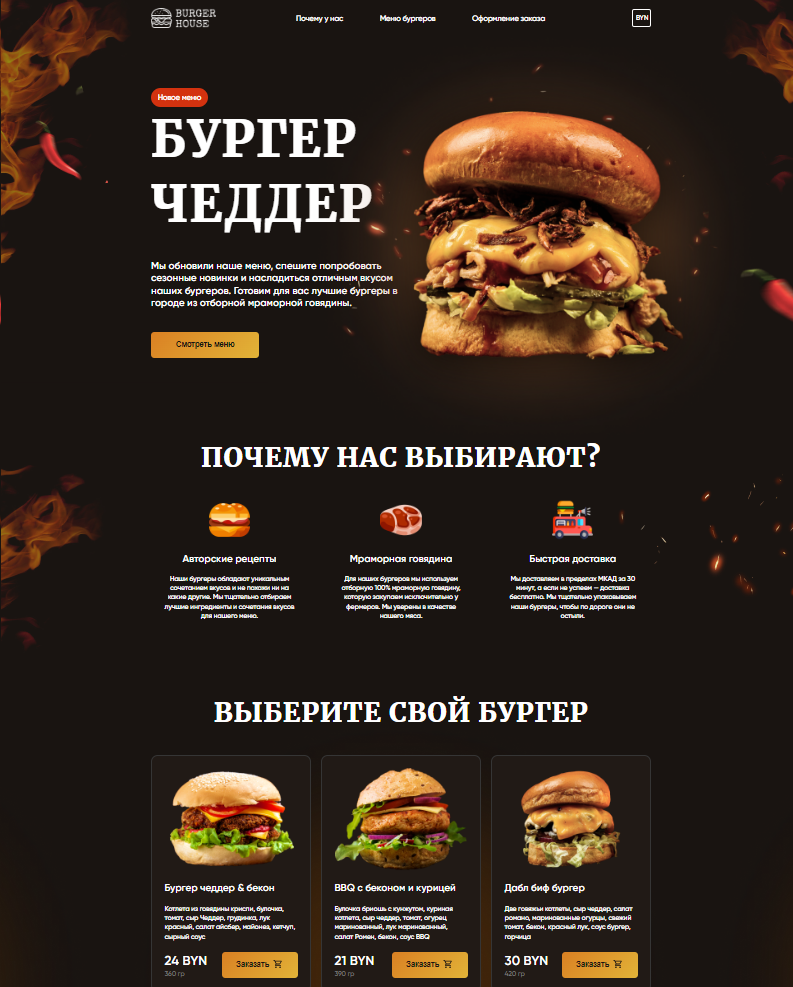 BURGER
HOUSE
Почему у нас
Меню бургеров
Оформление заказа
BYN
Новое меню
БУРГЕР
ЧЕДДЕР
Мы обновили наше меню, спешите попробовать
сезонные новинки и насладиться отличным вкусом
наших бургеров. Готовим для вас лучшие бургеры в
городе из отборной мраморной говядины.
Смотреть меню
ПОЧЕМУ НАС ВЫБИРАЮТ?
Авторские рецепты
Наши бургеры обладают уникальным
сочетанием вкусов и не похожи ни на
какие другие. Мы тщательно отбираем
лучшие ингредиенты и сочетания вкусов
для нашего меню.
Мраморная говядина
Для наших бургеров мы используем
отборную 100% мраморную говядину,
которую закупаем исключительно у
фермеров. Мы уверены в качестве
нашего мяса.
Быстрая доставка
Мы доставляем в пределах МКАД за 30
минут, а если не успеем — доставка
бесплатно. Мы тщательно упаковываем
наши бургеры, чтобы по дороге они не
остыли.
ВЫБЕРИТЕ СВОЙ БУРГЕР
Бургер чеддер & бекон
Котлета из говядины криспи, булочка,
томат, сыр Чеддер, грудинка, лук
красный, салат айсбер, майонез, кетчуп,
сырный соус
24 BYN
360 гр
Заказать
BBQ с беконом и курицей
Булочка бриошь с кунжутом, куриная
котлета, сыр чеддер, томат, огурец
маринованный, лук маринованный,
салат Ромен, бекон, соус BBQ
21 BYN
390 гр
Заказать
Дабл биф бургер
Две говяжьи котлеты, сыр чеддер, салат
романо, маринованные огурцы, свежий
томат, бекон, красный лук, соус бургер,
горчица
30 BYN
420 гр
Заказать